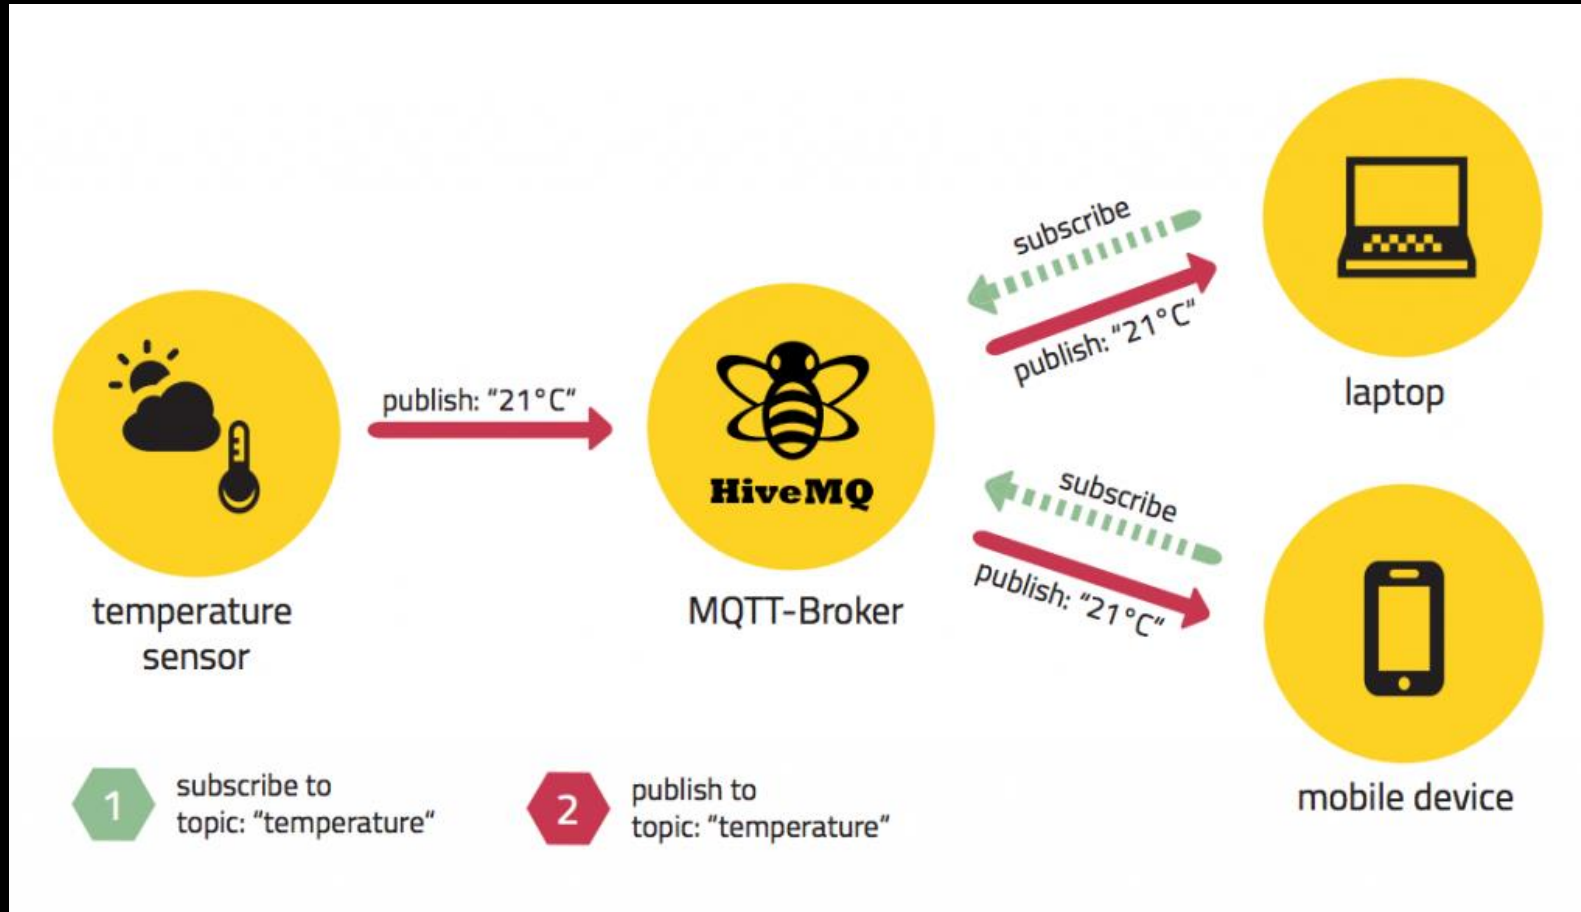 subscribe
publish: “21°C“
laptop
publish: “21°C“
HiveMQ
subscribe
publish: “21°C“
temperature
sensor
MQTT-Broker
mobile device
1
subscribe to
topic: “temperature“
2
publish to
topic: “temperature“